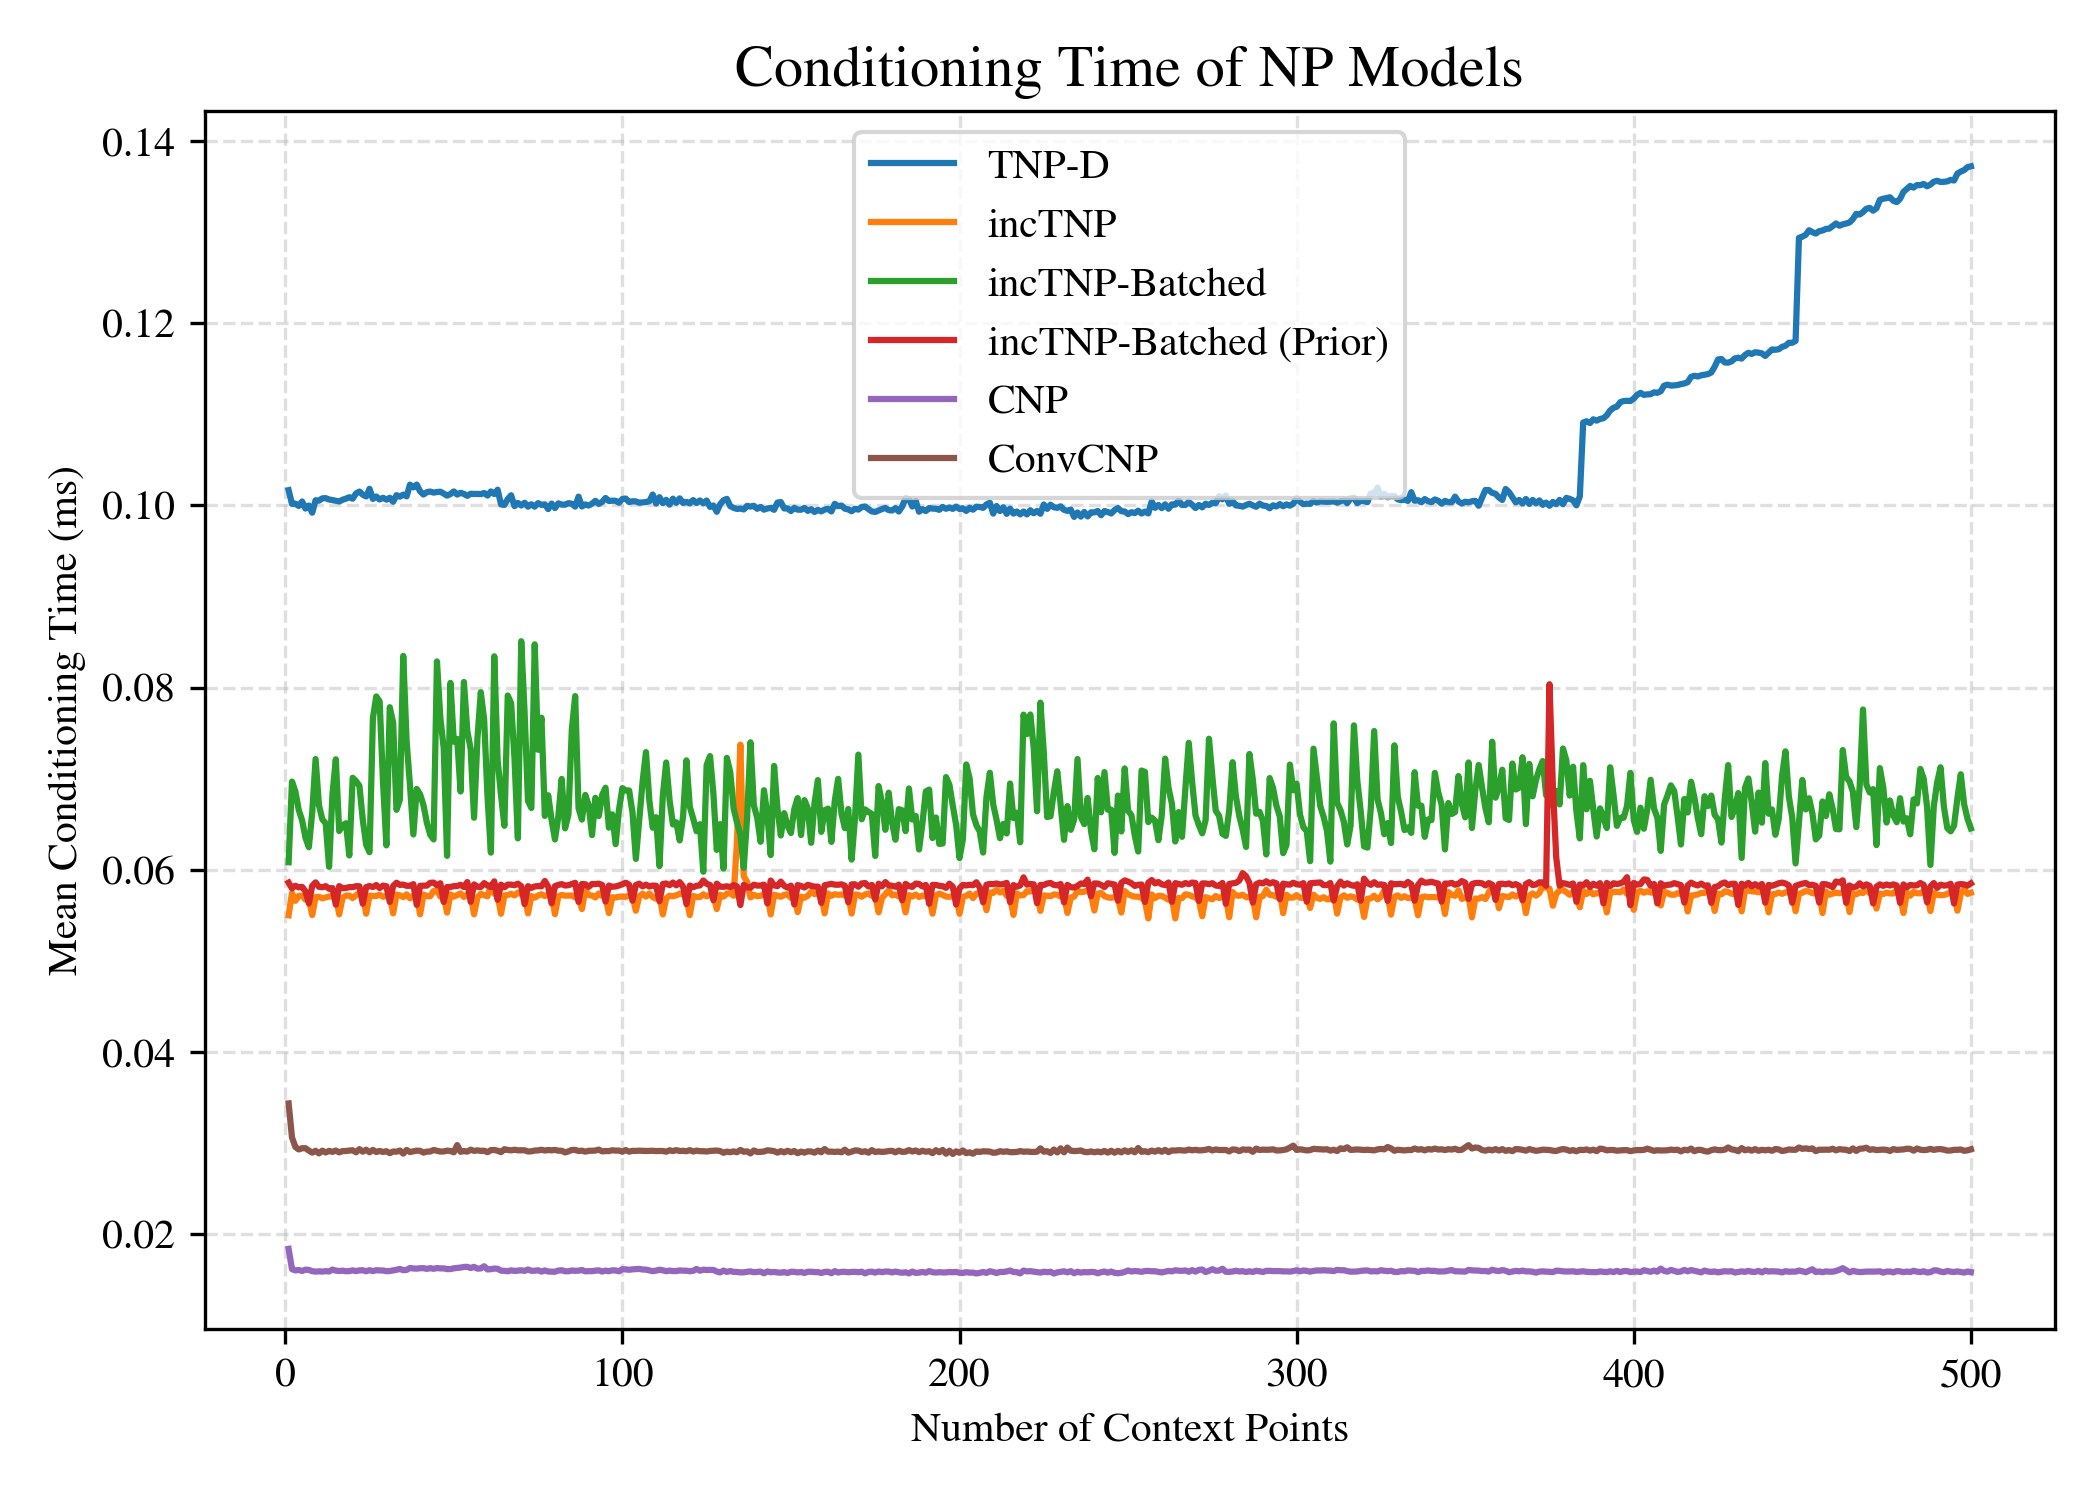 Conditioning Time of NP Models
Mean Conditioning Time (ms)
0.14
0.12
0.10
0.08
0.06
0.04
0.02
TNP-D
incTNP
incTNP-Batched
incTNP-Batched (Prior)
CNP
ConvCNP
0
100
200
300
400
500
Number of Context Points